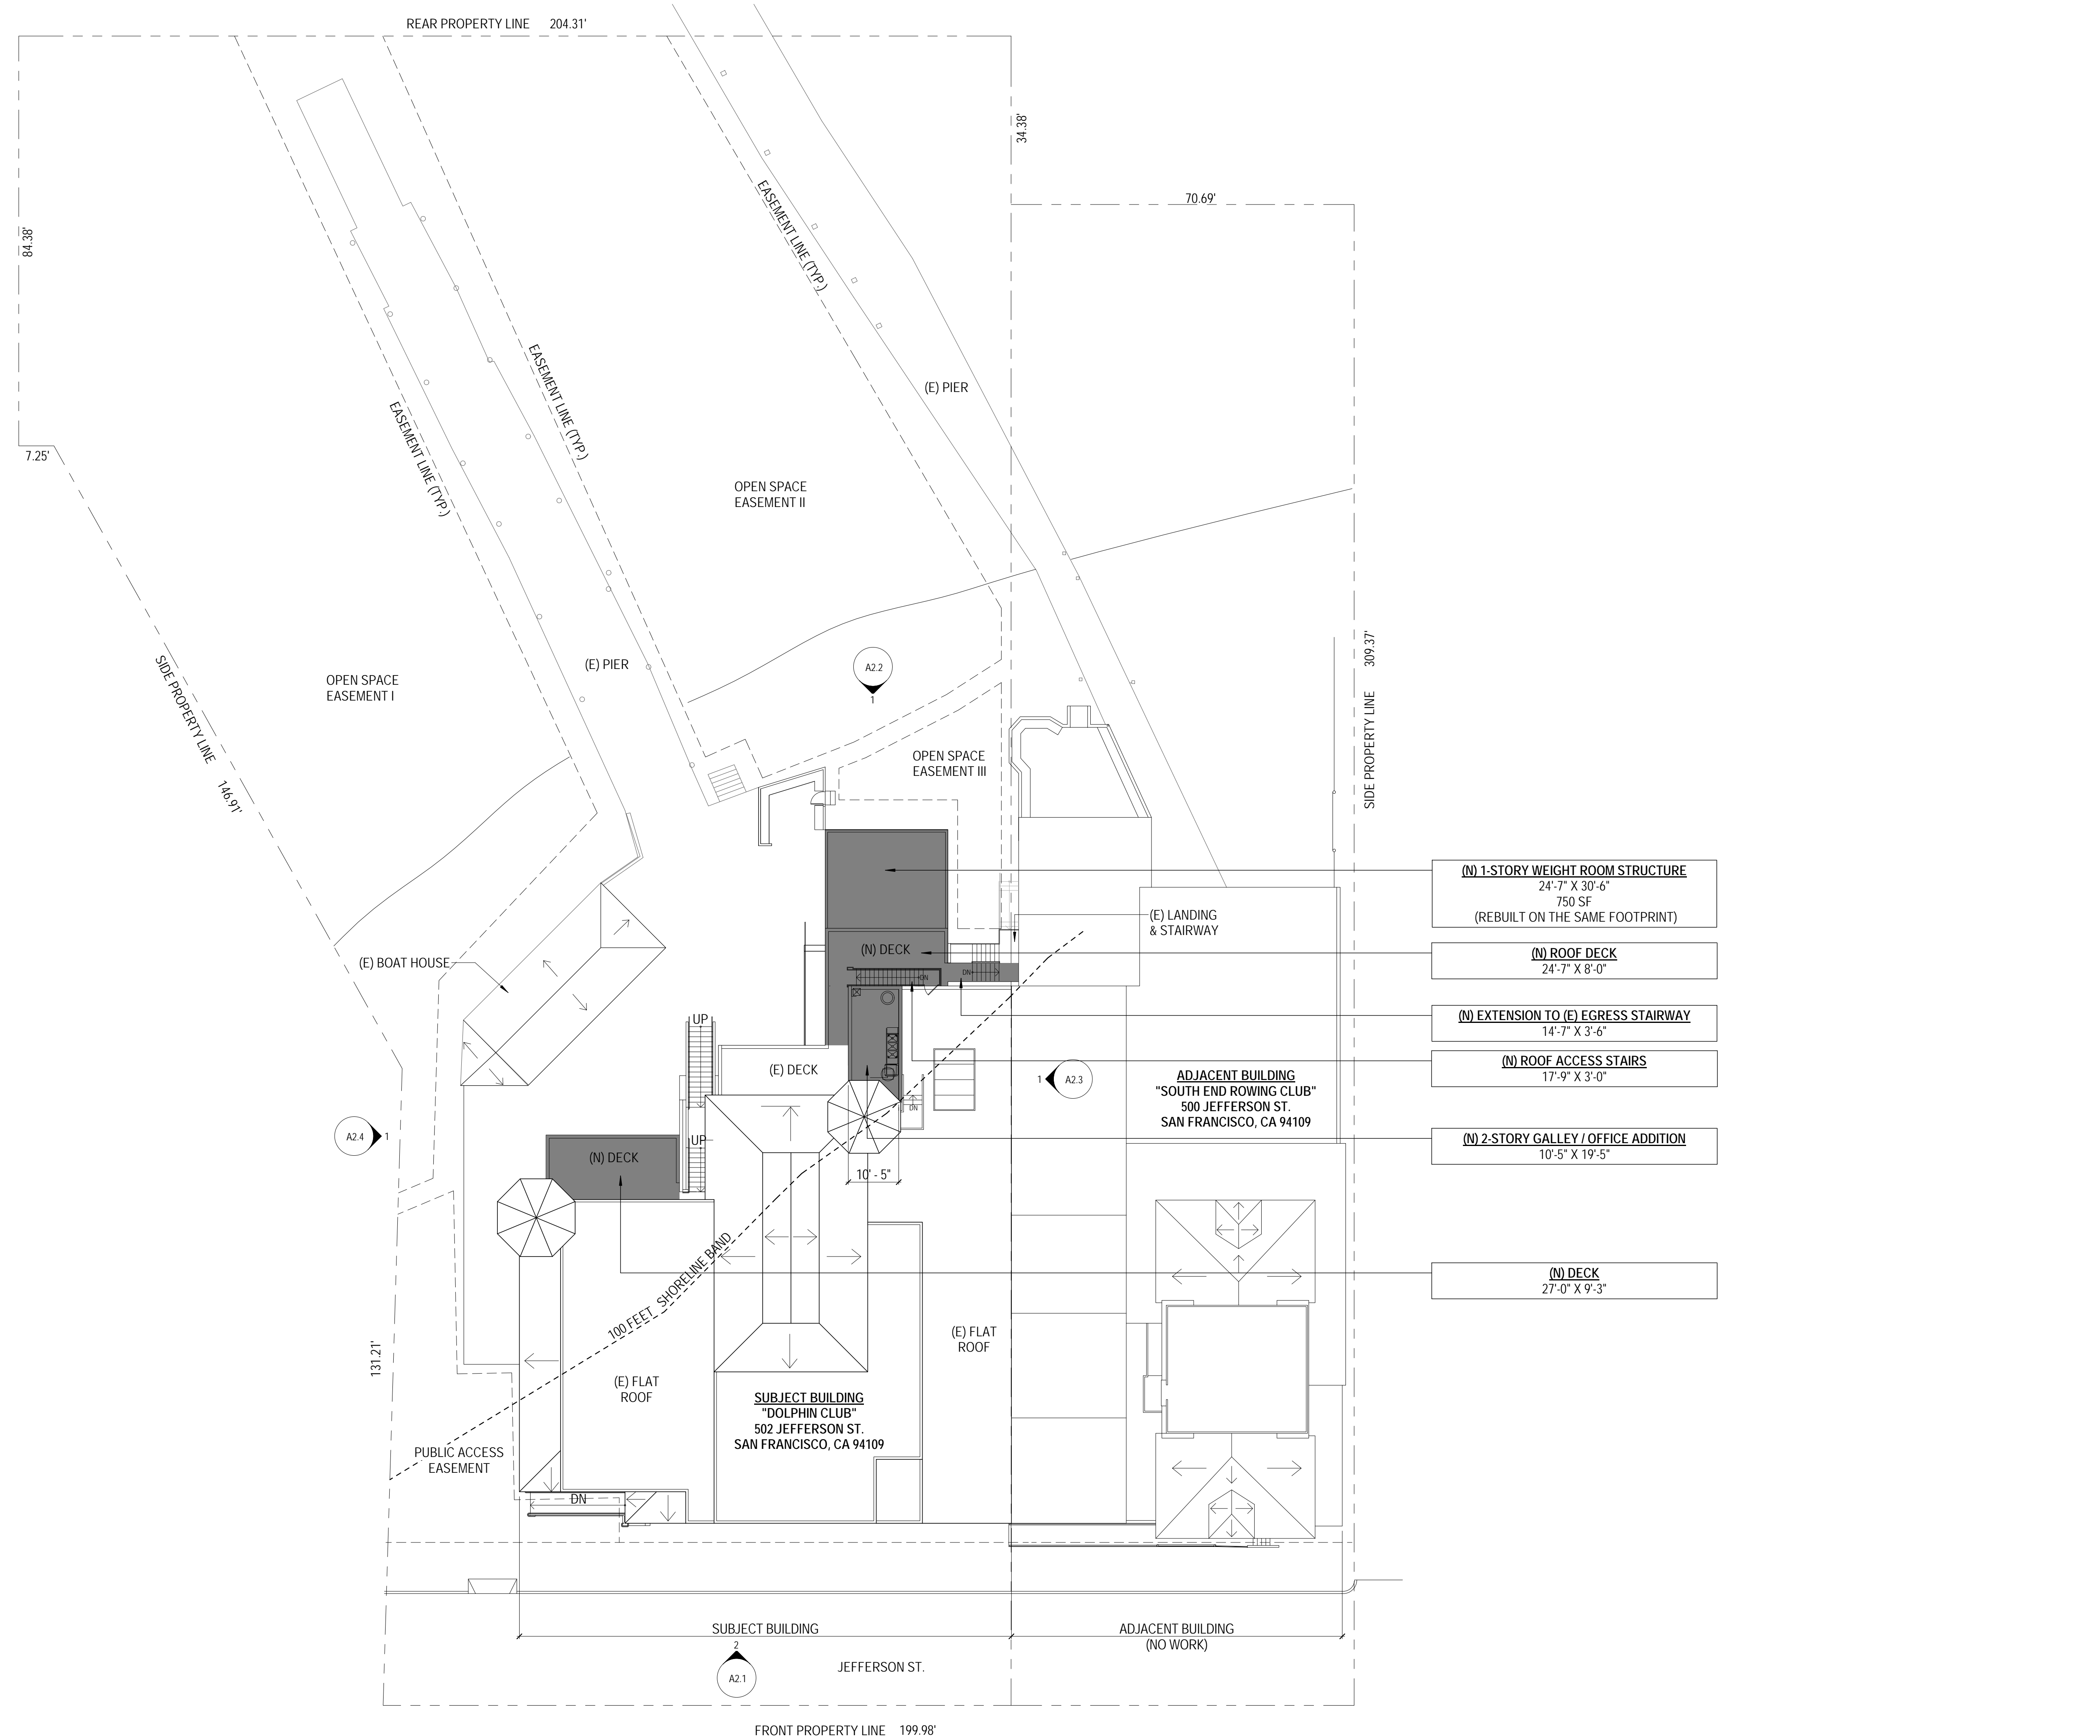 REAR PROPERTY LINE 204.31'
34.38'
70.69'
84.38'
7.25'
EASEMENT LINE (TYP.)
EASEMENT LINE (TYP.)
EASEMENT LINE (TYP.)
(E) PIER
OPEN SPACE
EASEMENT II
SIDE PROPERTY LINE 146.91'
OPEN SPACE
EASEMENT I
(E) PIER
A2.2
1
SIDE PROPERTY LINE 309.37'
OPEN SPACE
EASEMENT III
(N) 1-STORY WEIGHT ROOM STRUCTURE
24'-7" X 30'-6"
750 SF
(REBUILT ON THE SAME FOOTPRINT)
(E) LANDING
& STAIRWAY
(N) DECK
(N) ROOF DECK
24'-7" X 8'-0"
(E) BOAT HOUSE
DN
DN
(N) EXTENSION TO (E) EGRESS STAIRWAY
14'-7" X 3'-6"
UP
(N) ROOF ACCESS STAIRS
17'-9" X 3'-0"
(E) DECK
1
A2.3
ADJACENT BUILDING
"SOUTH END ROWING CLUB"
500 JEFFERSON ST.
SAN FRANCISCO, CA 94109
DN
A2.4
1
UP
(N) 2-STORY GALLEY / OFFICE ADDITION
10'-5" X 19'-5"
(N) DECK
10' - 5"
100 FEET SHORELINE BAND
(N) DECK
27'-0" X 9'-3"
131.21'
(E) FLAT
ROOF
(E) FLAT
ROOF
SUBJECT BUILDING
"DOLPHIN CLUB"
502 JEFFERSON ST.
SAN FRANCISCO, CA 94109
PUBLIC ACCESS
EASEMENT
DN
SUBJECT BUILDING
ADJACENT BUILDING
(NO WORK)
2
A2.1
JEFFERSON ST.
FRONT PROPERTY LINE 199.98'